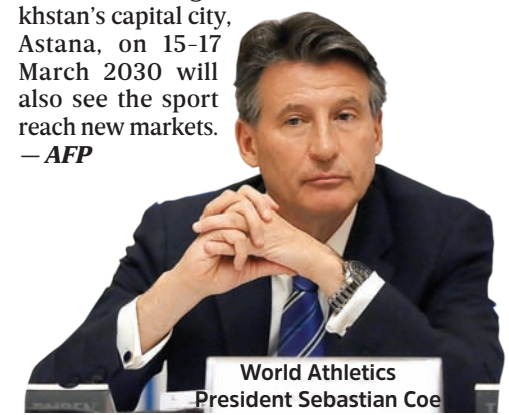 khstan’s capital city,
Astana, on 15-17
March 2030 will
also see the sport
reach new markets.
— AFP
World Athletics
President Sebastian Coe